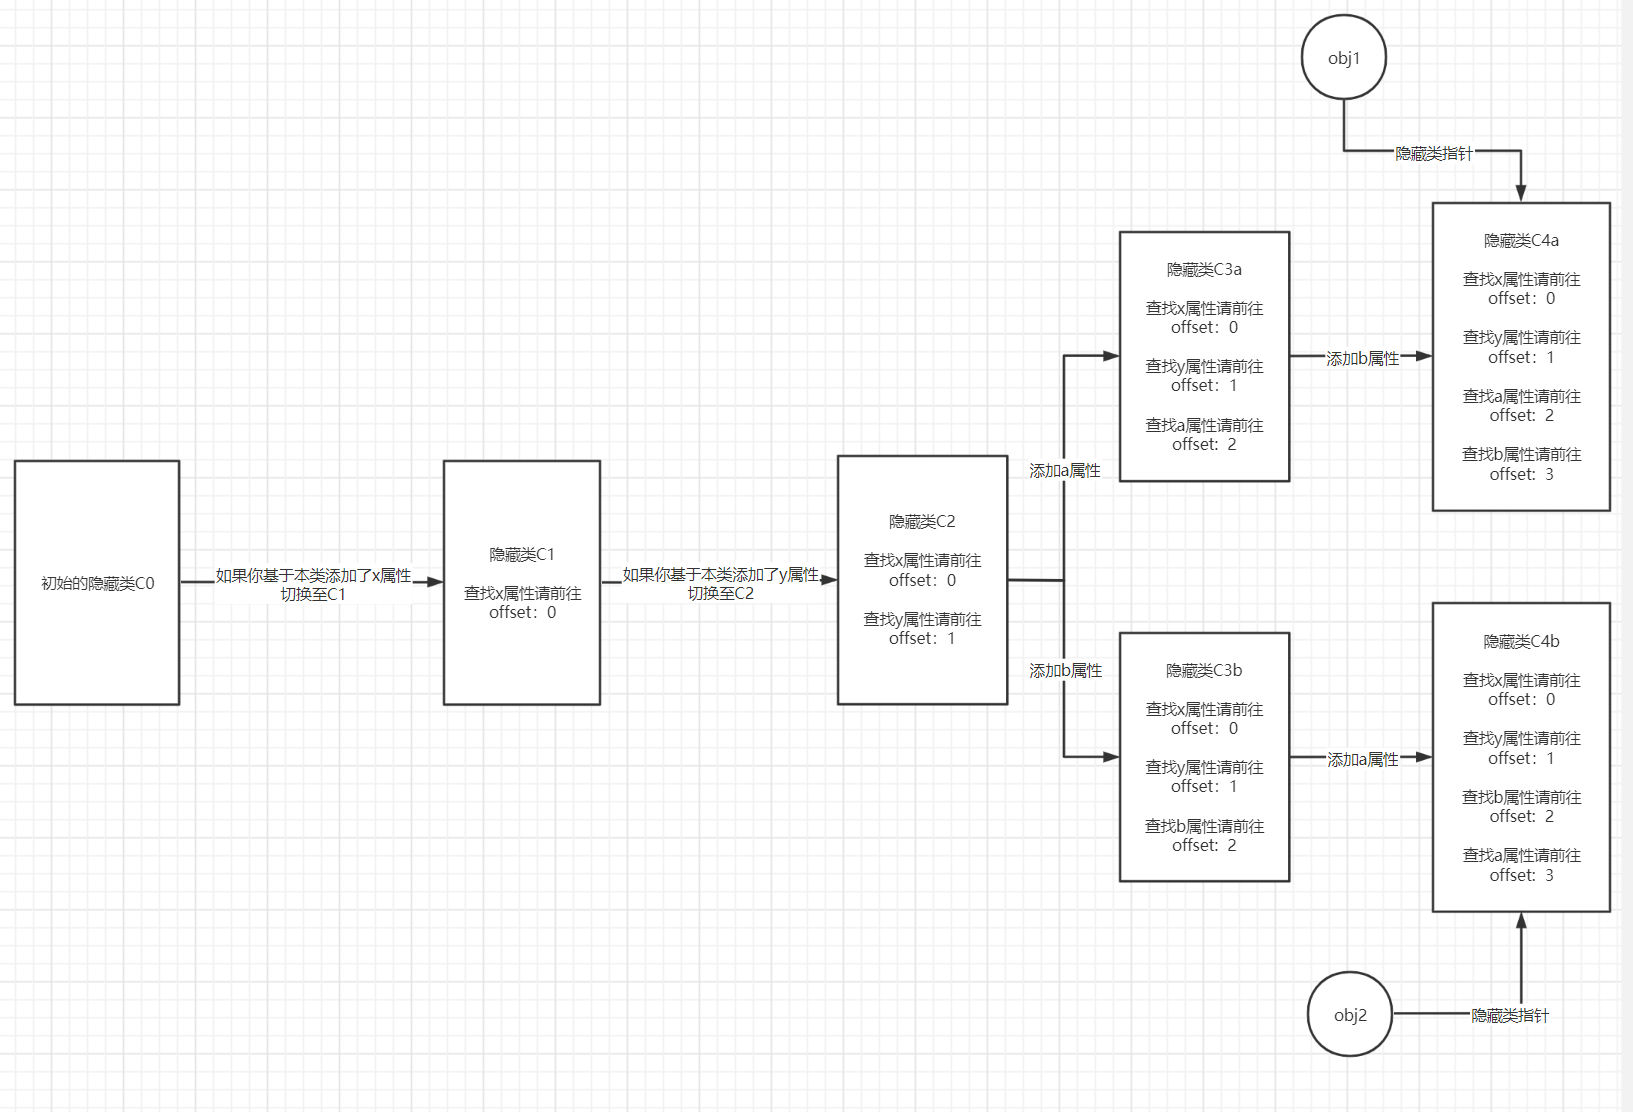 obj1
隐藏类指针
隐藏类C4a
查找x属性请前往
offset：0
查找y属性请前往
offset：1
查找a属性请前往
offset：2
查找b属性请前往
offset：3
隐藏类C3a
查找x属性请前往
offset：0
查找y属性请前往
offset：1
查找a属性请前往
offset：2
添加b属性
添加a属性
初始的隐藏类C0
如果你基于本类添加了x属性
切换至C1
隐藏类C1
查找x属性请前往
offset：0
如果你基于本类添加了y属性
切换至C2
隐藏类C2
查找x属性请前往
offset：0
查找y属性请前往
offset：1
添加b属性
隐藏类C3b
查找x属性请前往
offset：0
查找y属性请前往
offset：1
查找b属性请前往
offset：2
添加a属性
隐藏类C4b
查找x属性请前往
offset：0
查找y属性请前往
offset：1
查找b属性请前往
offset：2
查找a属性请前往
offset：3
obj2
隐藏类指针